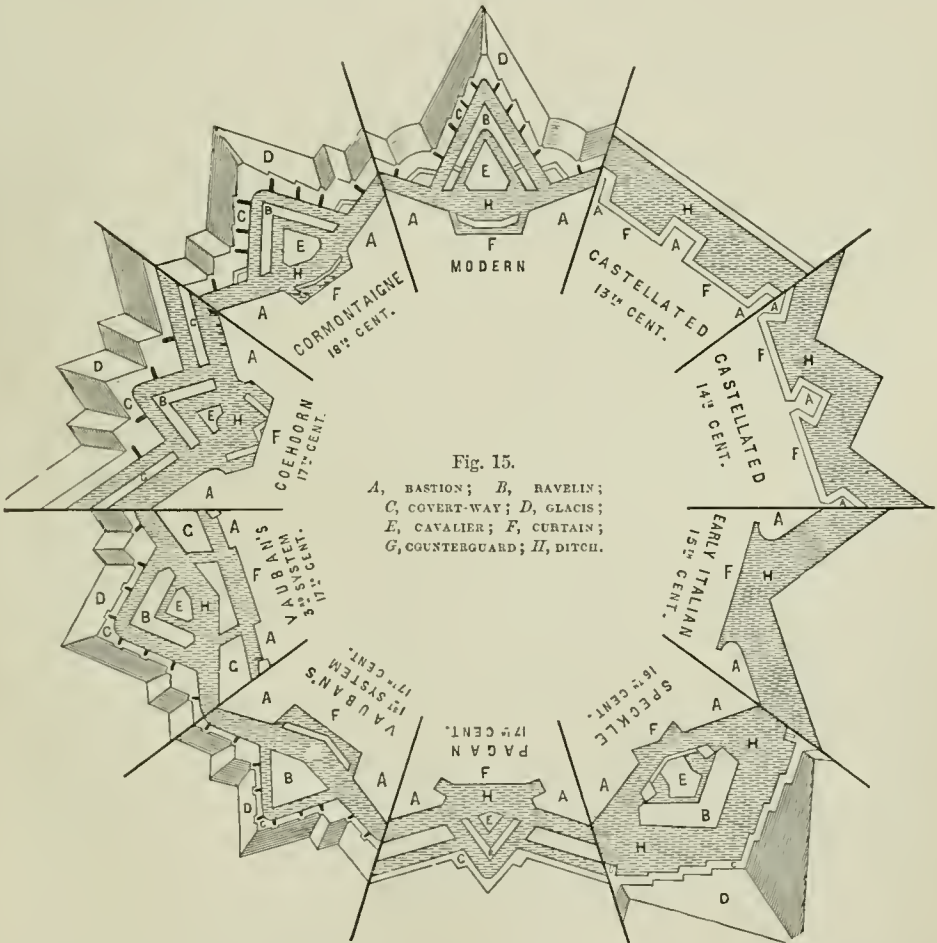 D
C
B
E
H
A
A
F
MODERN
H
A
F
A
F
A
CASTELLATED
13TH CENT.
A
F
H
A
F
A
CASTELLATED
14TH CENT.
A
F
H
A
EARLY ITALIAN
15TH CENT.
A
F
H
A
E
B
H
C
D
SPECKLE
16TH CENT.
PAGAN
17TH CENT.
F
H
A
A
E
B
C
VAUBAN'S
1ST SYSTEM
17TH CENT.
A
F
A
B
D
C
VAUBAN'S
3RD SYSTEM
17TH CENT.
G
A
F
H
E
B
D
C
G
A
COEHOORN
17TH CENT.
C
A
D
B
C
E
H
F
G
A
CORMONTAIGNE
18TH CENT.
D
B
C
E
A
H
F
A
Fig. 15.
A, BASTION; B, RAVELIN;
C, COVERT-WAY; D, GLACIS;
E, CAVALIER; F, CURTAIN;
G, COUNTERGUARD; H, DITCH.